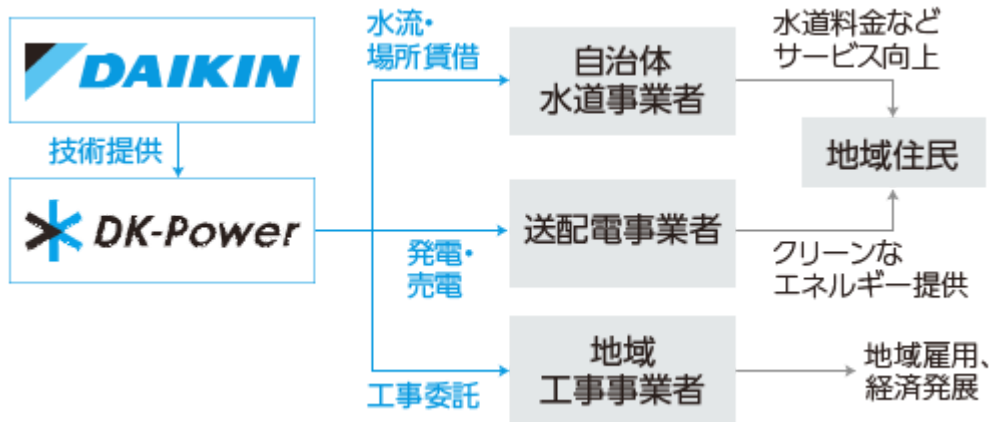 DAIKIN
技術提供
DK-Power
水流・
場所賃借
発電・
売電
工事委託
自治体
水道事業者
送配電事業者
地域
工事事業者
水道料金など
サービス向上
地域住民
クリーンな
エネルギー提供
地域雇用、
経済発展